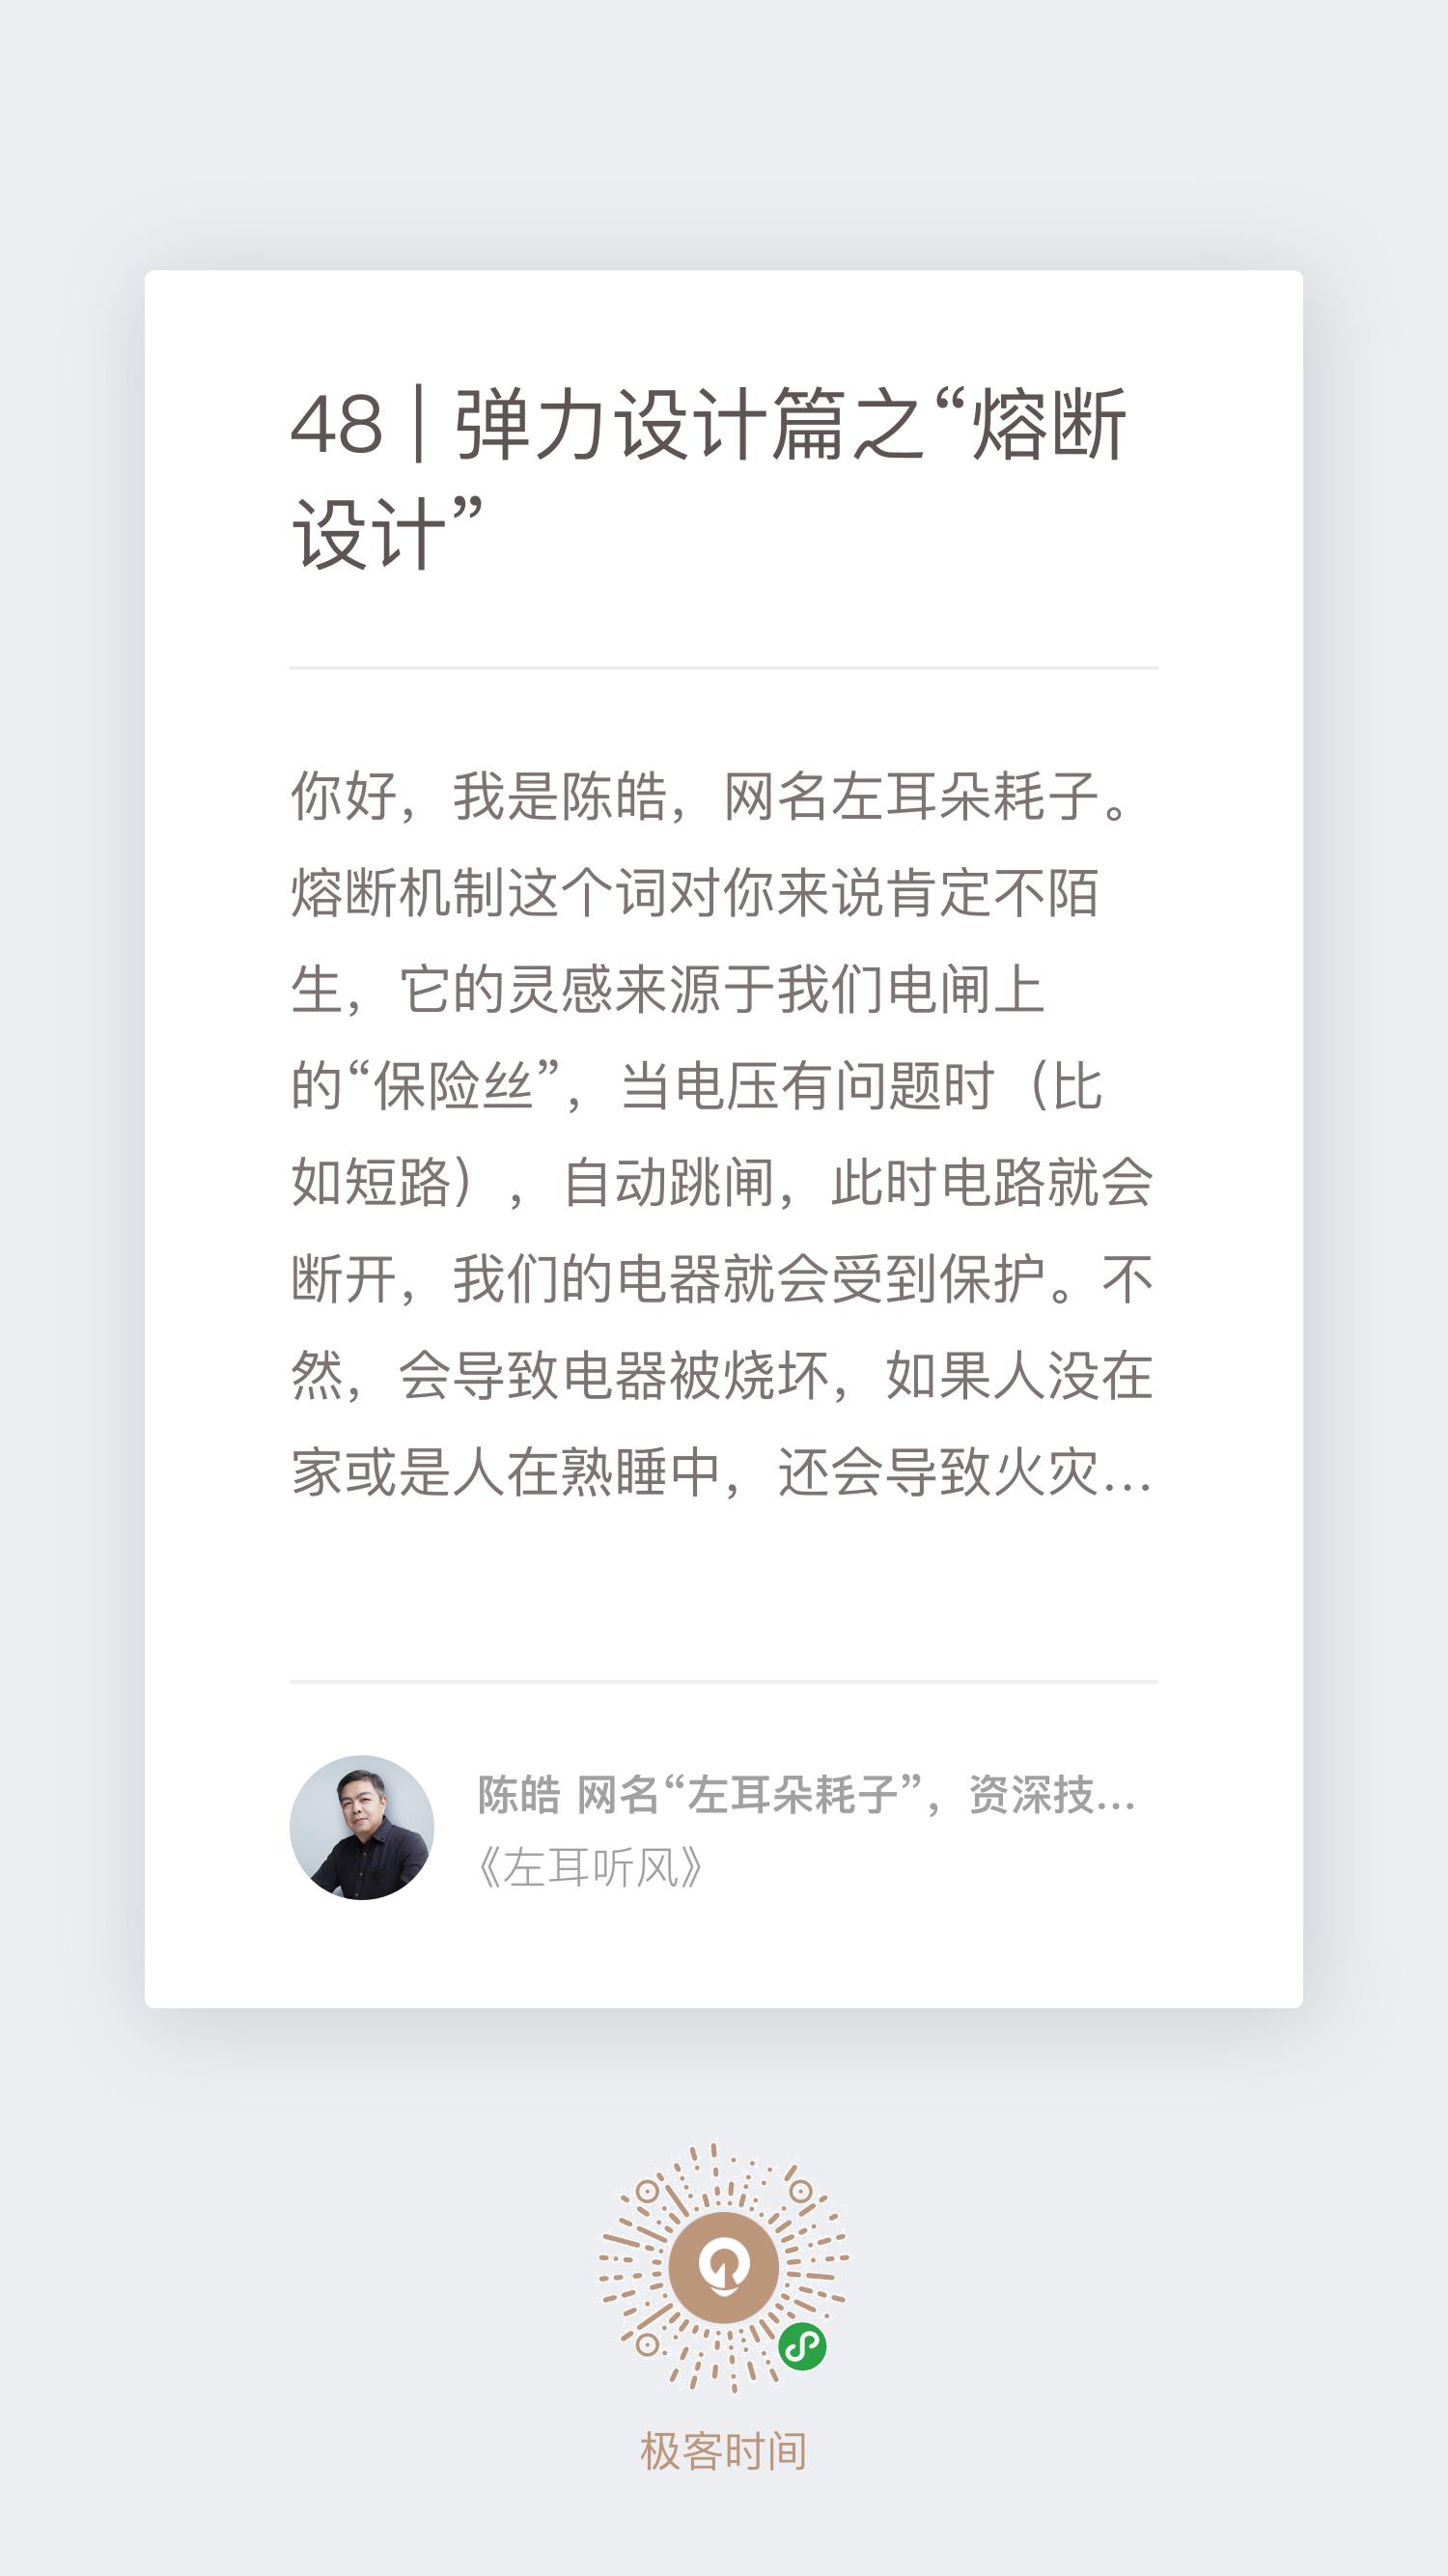 48 | 弹力设计篇之“熔断
设计”
你好，我是陈皓，网名左耳朵耗子。
熔断机制这个词对你来说肯定不陌
生，它的灵感来源于我们电闸上
的“保险丝”，当电压有问题时（比
如短路），自动跳闸，此时电路就会
断开，我们的电器就会受到保护。不
然，会导致电器被烧坏，如果人没在
家或是人在熟睡中，还会导致火灾...
陈皓 网名“左耳朵耗子”，资深技...
《左耳听风》
极客时间